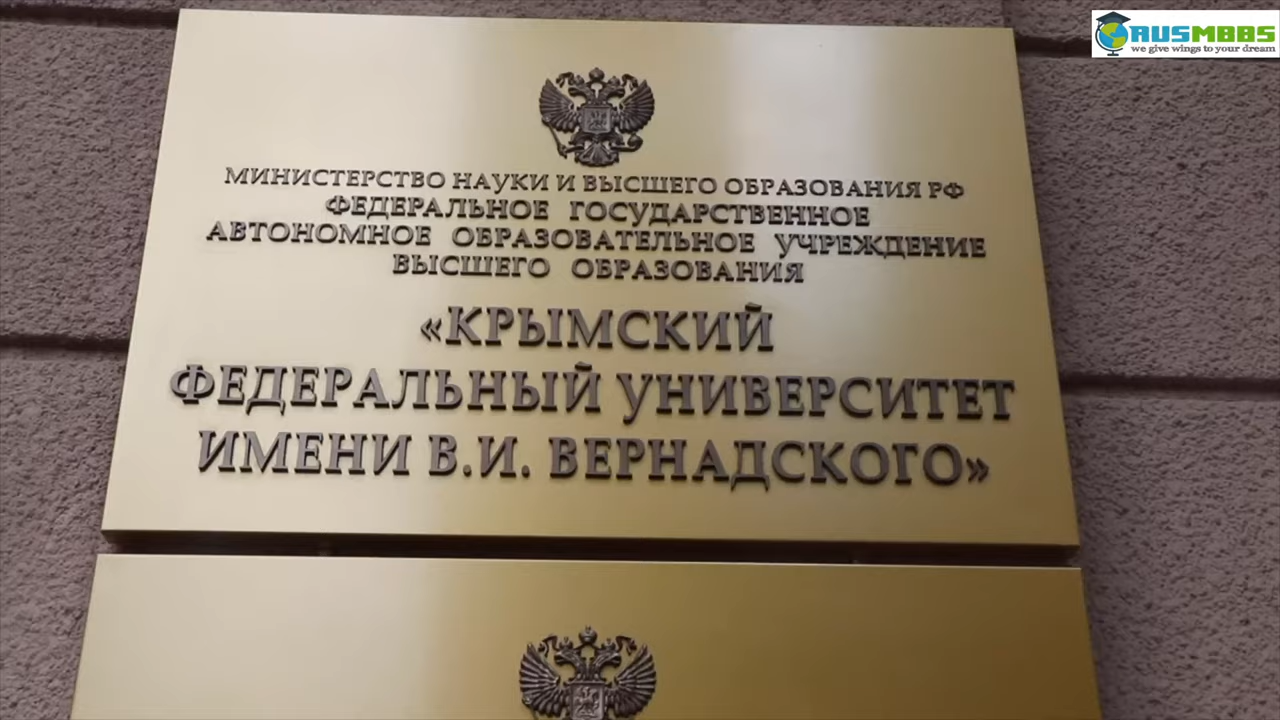 RUSMBBS
we give wings to your dream
МИНИСТЕРСТВО НАУКИ И ВЫСШЕГО ОБРАЗОВАНИЯ РФ
ФЕДЕРАЛЬНОЕ ГОСУДАРСТВЕННОЕ
АВТОНОМНОЕ ОБРАЗОВАТЕЛЬНОЕ УЧРЕЖДЕНИЕ
ВЫСШЕГО ОБРАЗОВАНИЯ
«КРЫМСКИЙ
ФЕДЕРАЛЬНЫЙ УНИВЕРСИТЕТ
ИМЕНИ В.И. ВЕРНАДСКОГО»